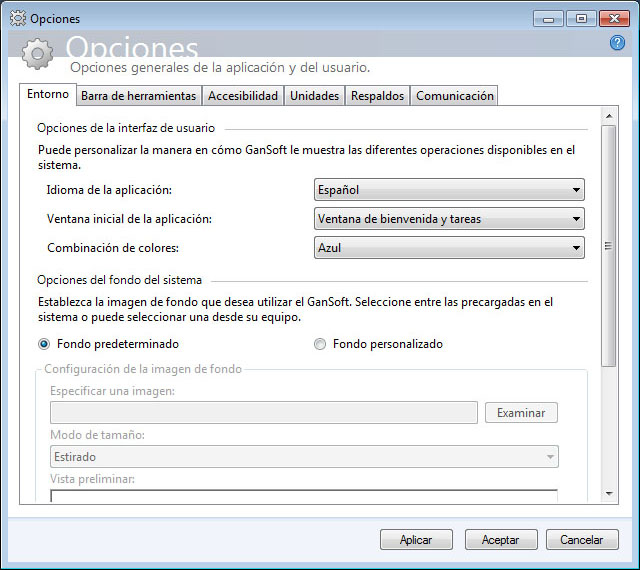 Opciones
Opciones
Opciones generales de la aplicación y del usuario.
Entorno
Barra de herramientas
Accesibilidad
Unidades
Respaldos
Comunicación
Opciones de la interfaz de usuario
Puede personalizar la manera en cómo GanSoft le muestra las diferentes operaciones disponibles en el
sistema.
Idioma de la aplicación:
Español
Ventana inicial de la aplicación:
Ventana de bienvenida y tareas
Combinación de colores:
Azul
Opciones del fondo del sistema
Establezca la imagen de fondo que desea utilizar el GanSoft. Seleccione entre las precargadas en el
sistema o puede seleccionar una desde su equipo.
Fondo predeterminado
Fondo personalizado
Configuración de la imagen de fondo
Especificar una imagen:
Examinar
Modo de tamaño:
Estirado
Vista preliminar:
Aplicar
Aceptar
Cancelar